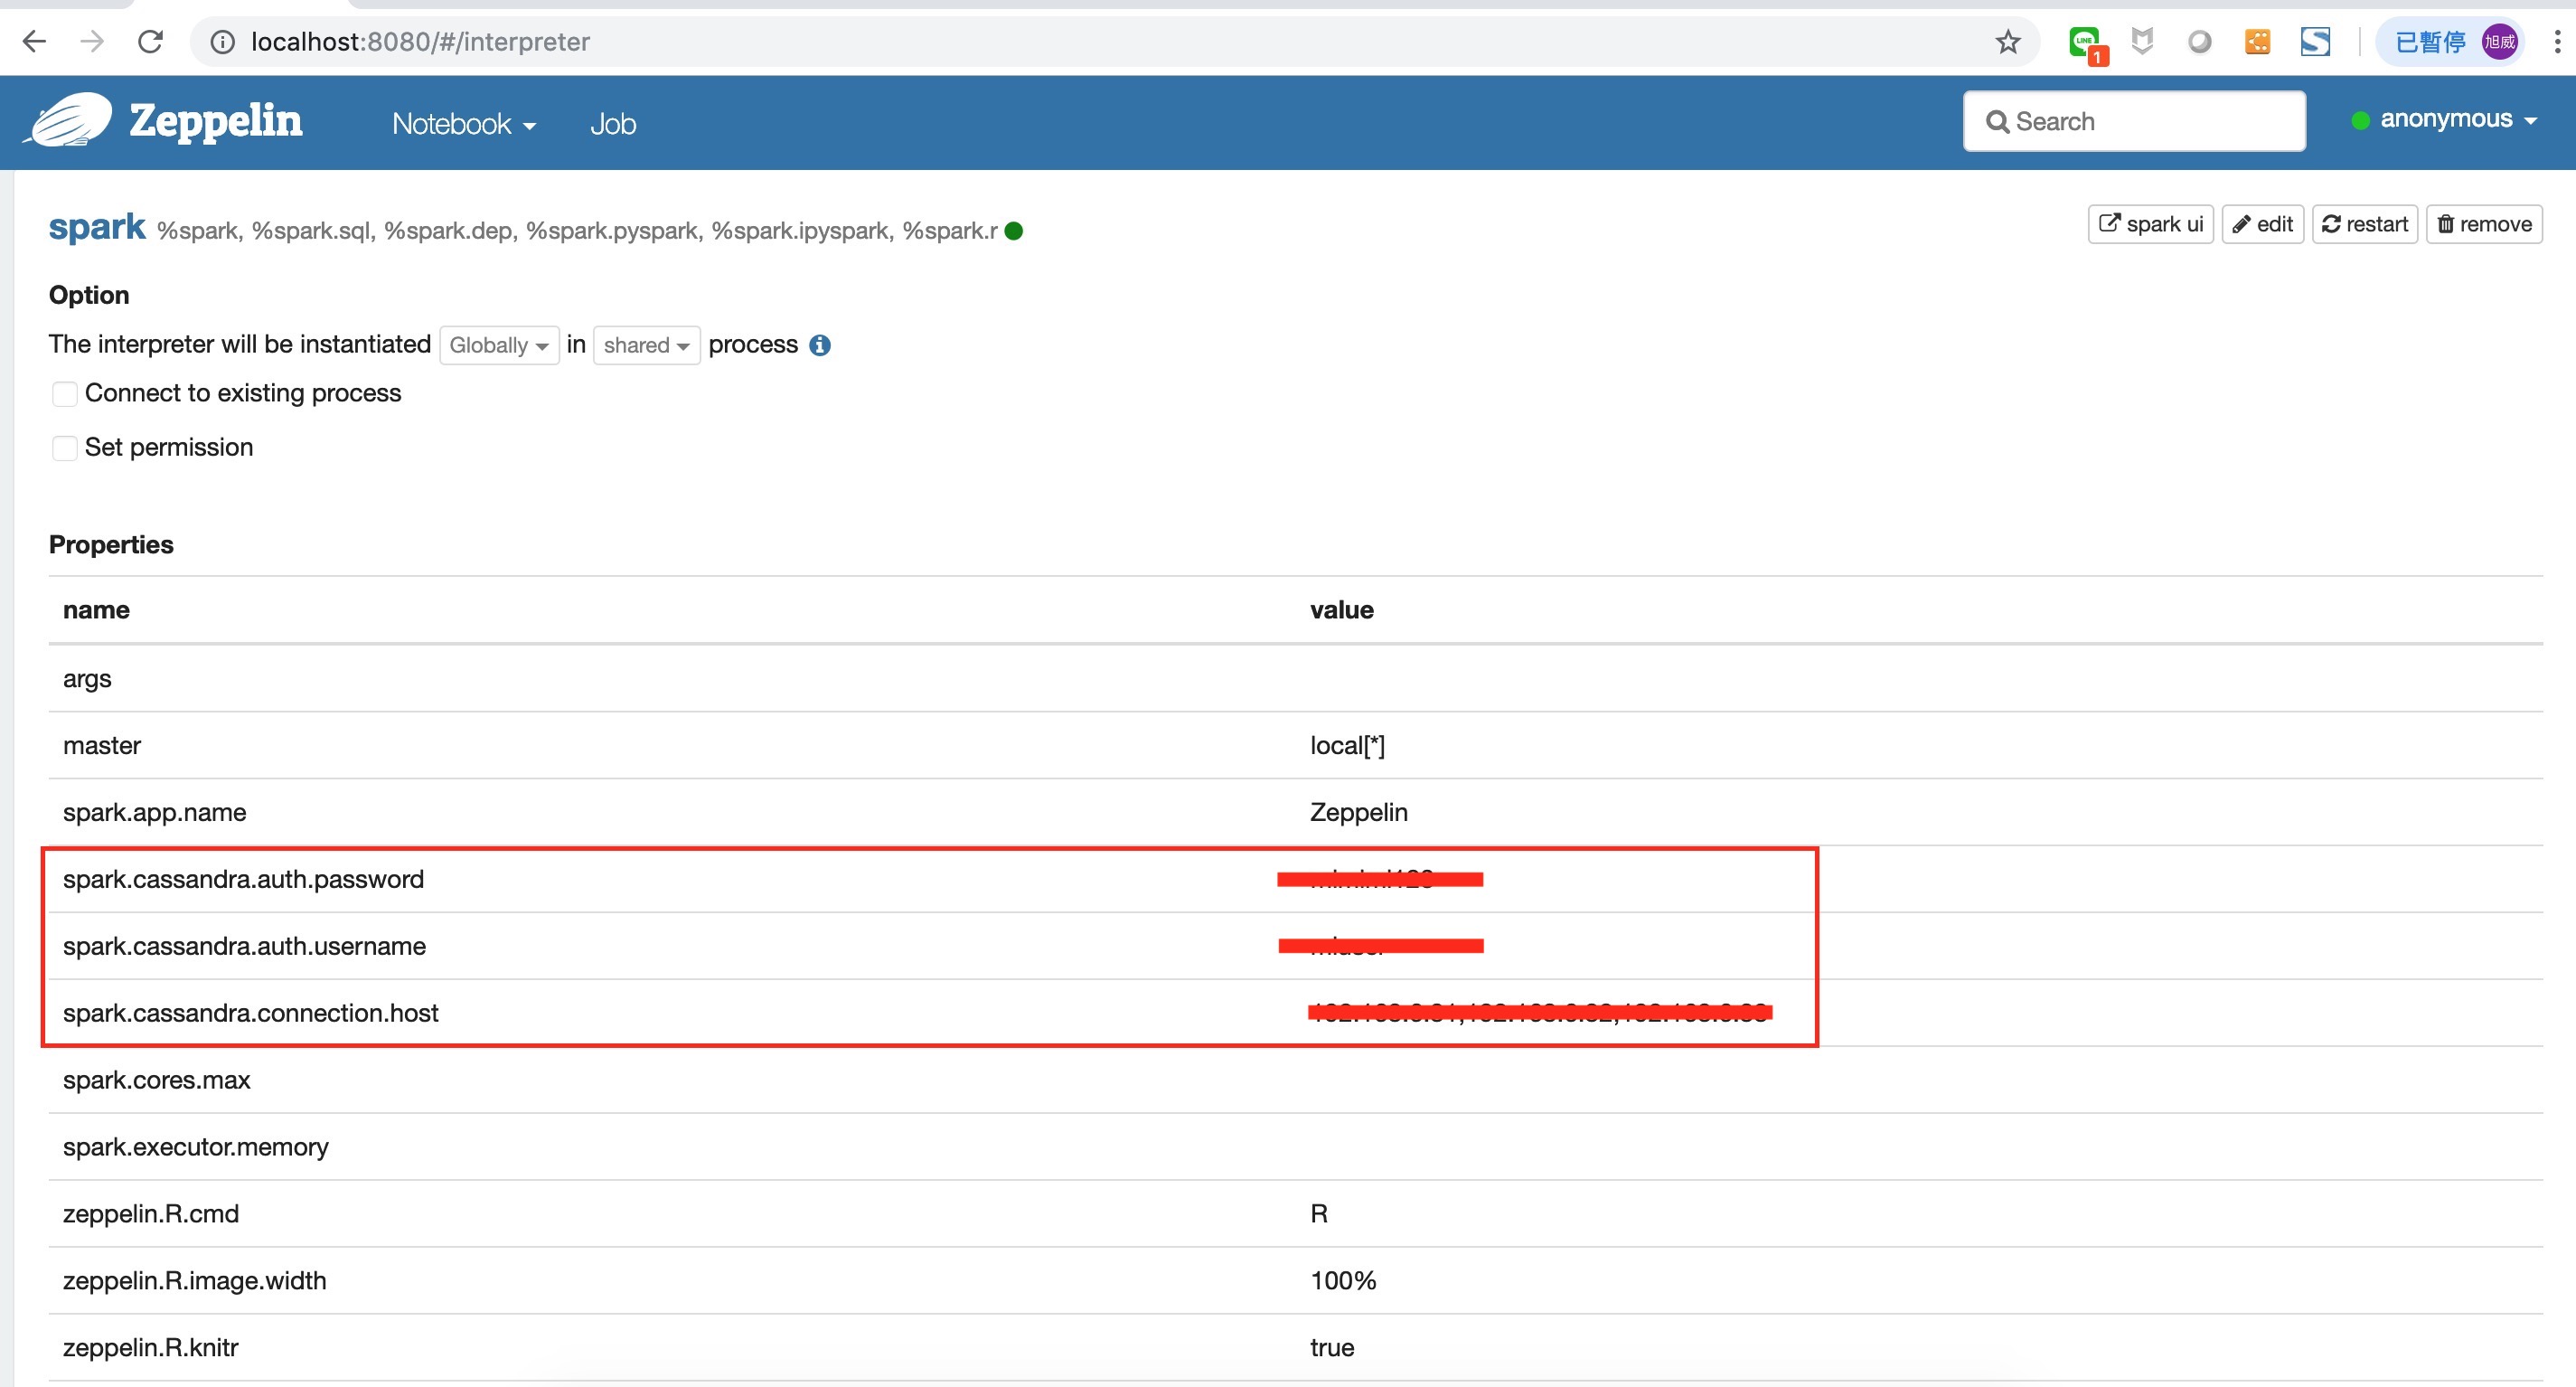 localhost:8080/#/interpreter
LINE
1
已暫停
旭威
Zeppelin
Notebook
Job
Search
anonymous
spark %spark, %spark.sql, %spark.dep, %spark.pyspark, %spark.ipyspark, %spark.r
spark ui
edit
restart
remove
Option
The interpreter will be instantiated Globally in shared process
Connect to existing process
Set permission
Properties
name value
args
master local[*]
spark.app.name Zeppelin
spark.cassandra.auth.password
spark.cassandra.auth.username
spark.cassandra.connection.host
spark.cores.max
spark.executor.memory
zeppelin.R.cmd R
zeppelin.R.image.width 100%
zeppelin.R.knitr true